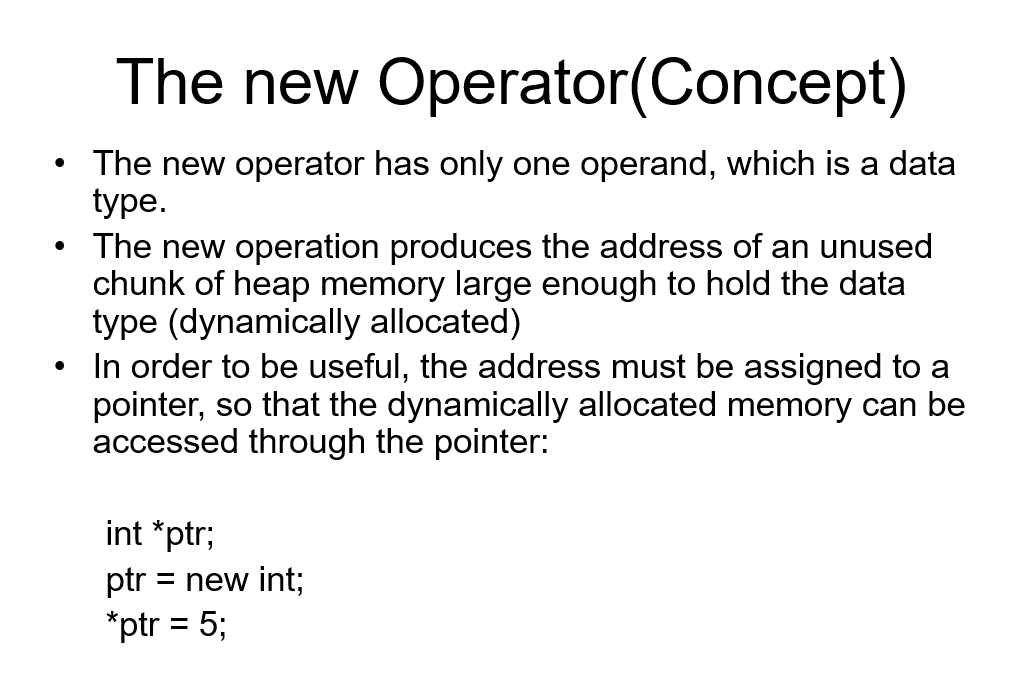 The new Operator(Concept)
• The new operator has only one operand, which is a data
type.
• The new operation produces the address of an unused
chunk of heap memory large enough to hold the data
type (dynamically allocated)
• In order to be useful, the address must be assigned to a
pointer, so that the dynamically allocated memory can be
accessed through the pointer:
int *ptr;
ptr = new int;
*ptr = 5;